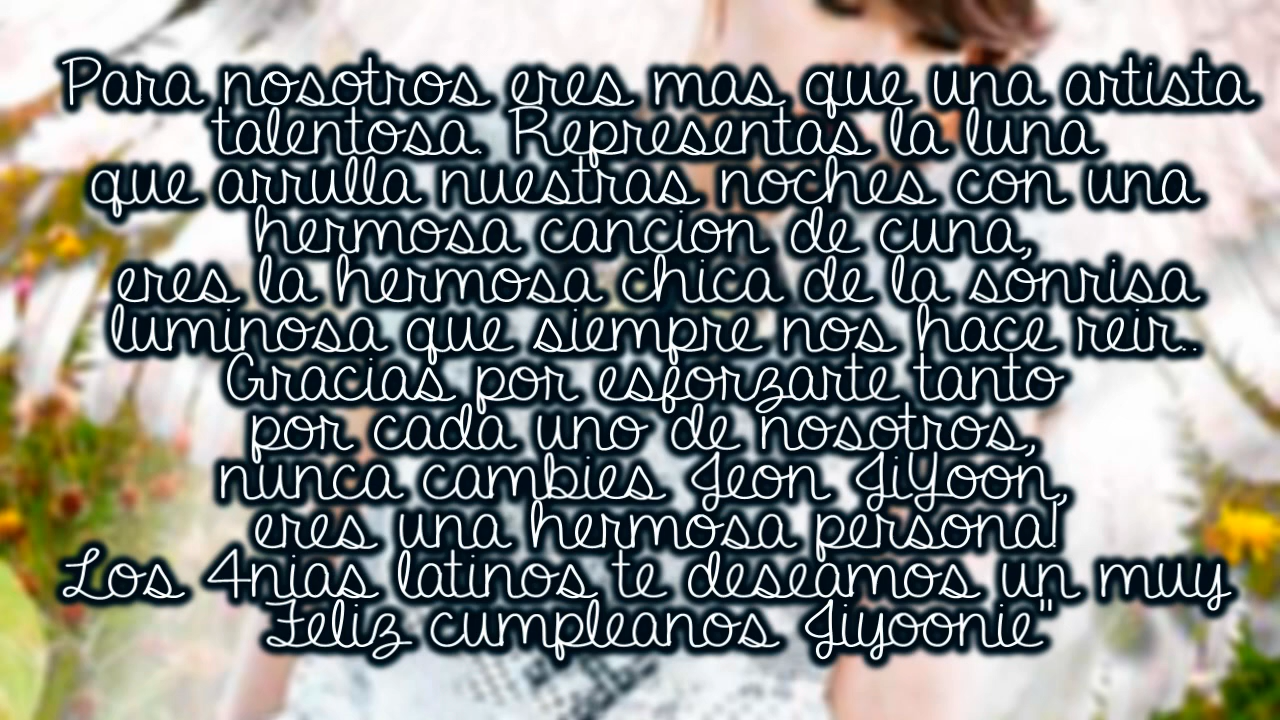 Para nosotros eres mas que una artista
talentosa. Representas la luna
que arrulla nuestras noches con una
hermosa cancion de cuna,
eres la hermosa chica de la sonrisa
luminosa que siempre nos hace reir..
Gracias por esforzarte tanto
por cada uno de nosotros,
nunca cambies Jeon JiYoon,
eres una hermosa persona!
Los 4nias latinos te deseamos un muy
Feliz cumpleanos Jiyoonie"